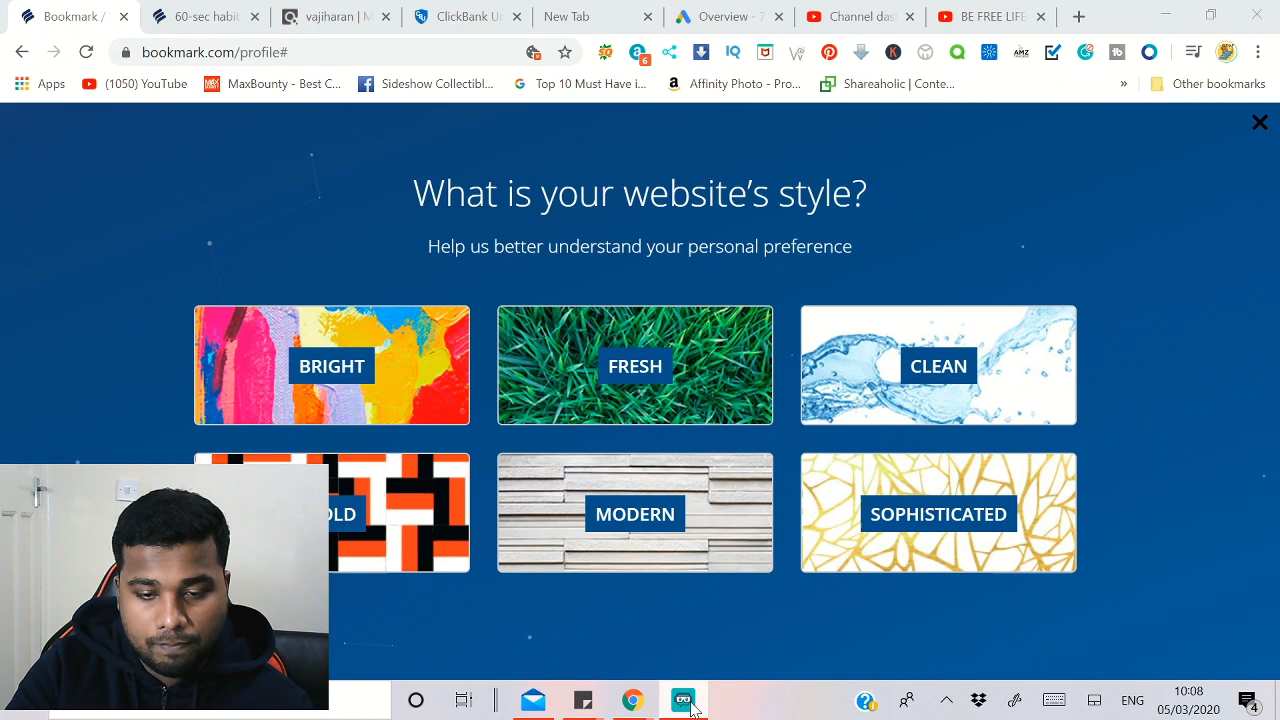 Bookmark /
60-sec habit
vajiharan | M
ClickBank U
New Tab
Overview - 7
Channel das
BE FREE LIFE
bookmark.com/profile#
6
Apps
(1050) YouTube
MaxBounty - Best C...
Sideshow Collectibl...
Top 10 Must Have i...
Affinity Photo - Pro...
Shareaholic | Conte...
»
Other bookmarks
What is your website's style?
Help us better understand your personal preference
BRIGHT
FRESH
CLEAN
OLD
MODERN
SOPHISTICATED
ENG
10:08
05/03/2020
4